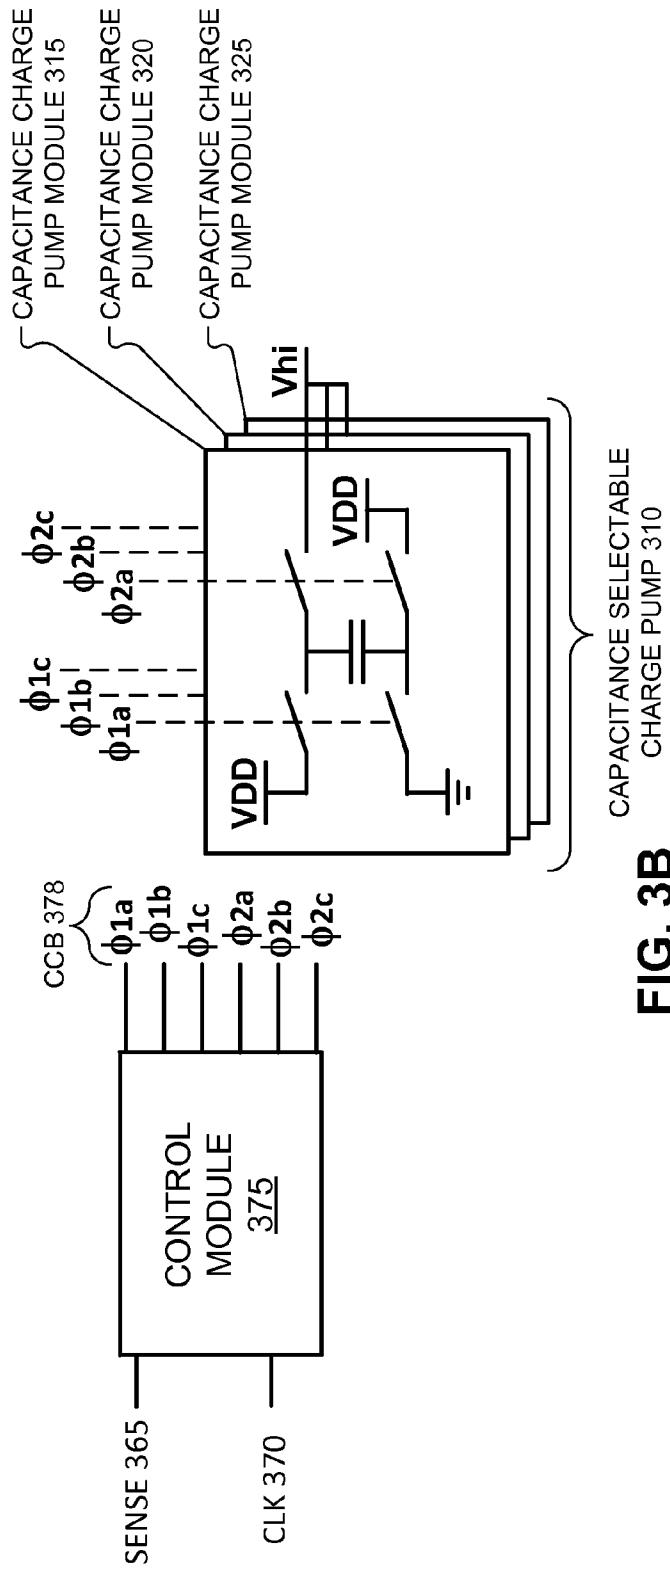 CAPACITANCE CHARGE
PUMP MODULE 315
CAPACITANCE CHARGE
PUMP MODULE 320
CAPACITANCE CHARGE
PUMP MODULE 325
CCB 378
ϕ1a
ϕ1b
ϕ1c
ϕ2a
ϕ2b
ϕ2c
SENSE 365
CLK 370
CONTROL
MODULE
375
ϕ1c
ϕ1b
ϕ1a
ϕ2c
ϕ2b
ϕ2a
VDD
VDD
Vhi
CAPACITANCE SELECTABLE
CHARGE PUMP 310
FIG. 3B